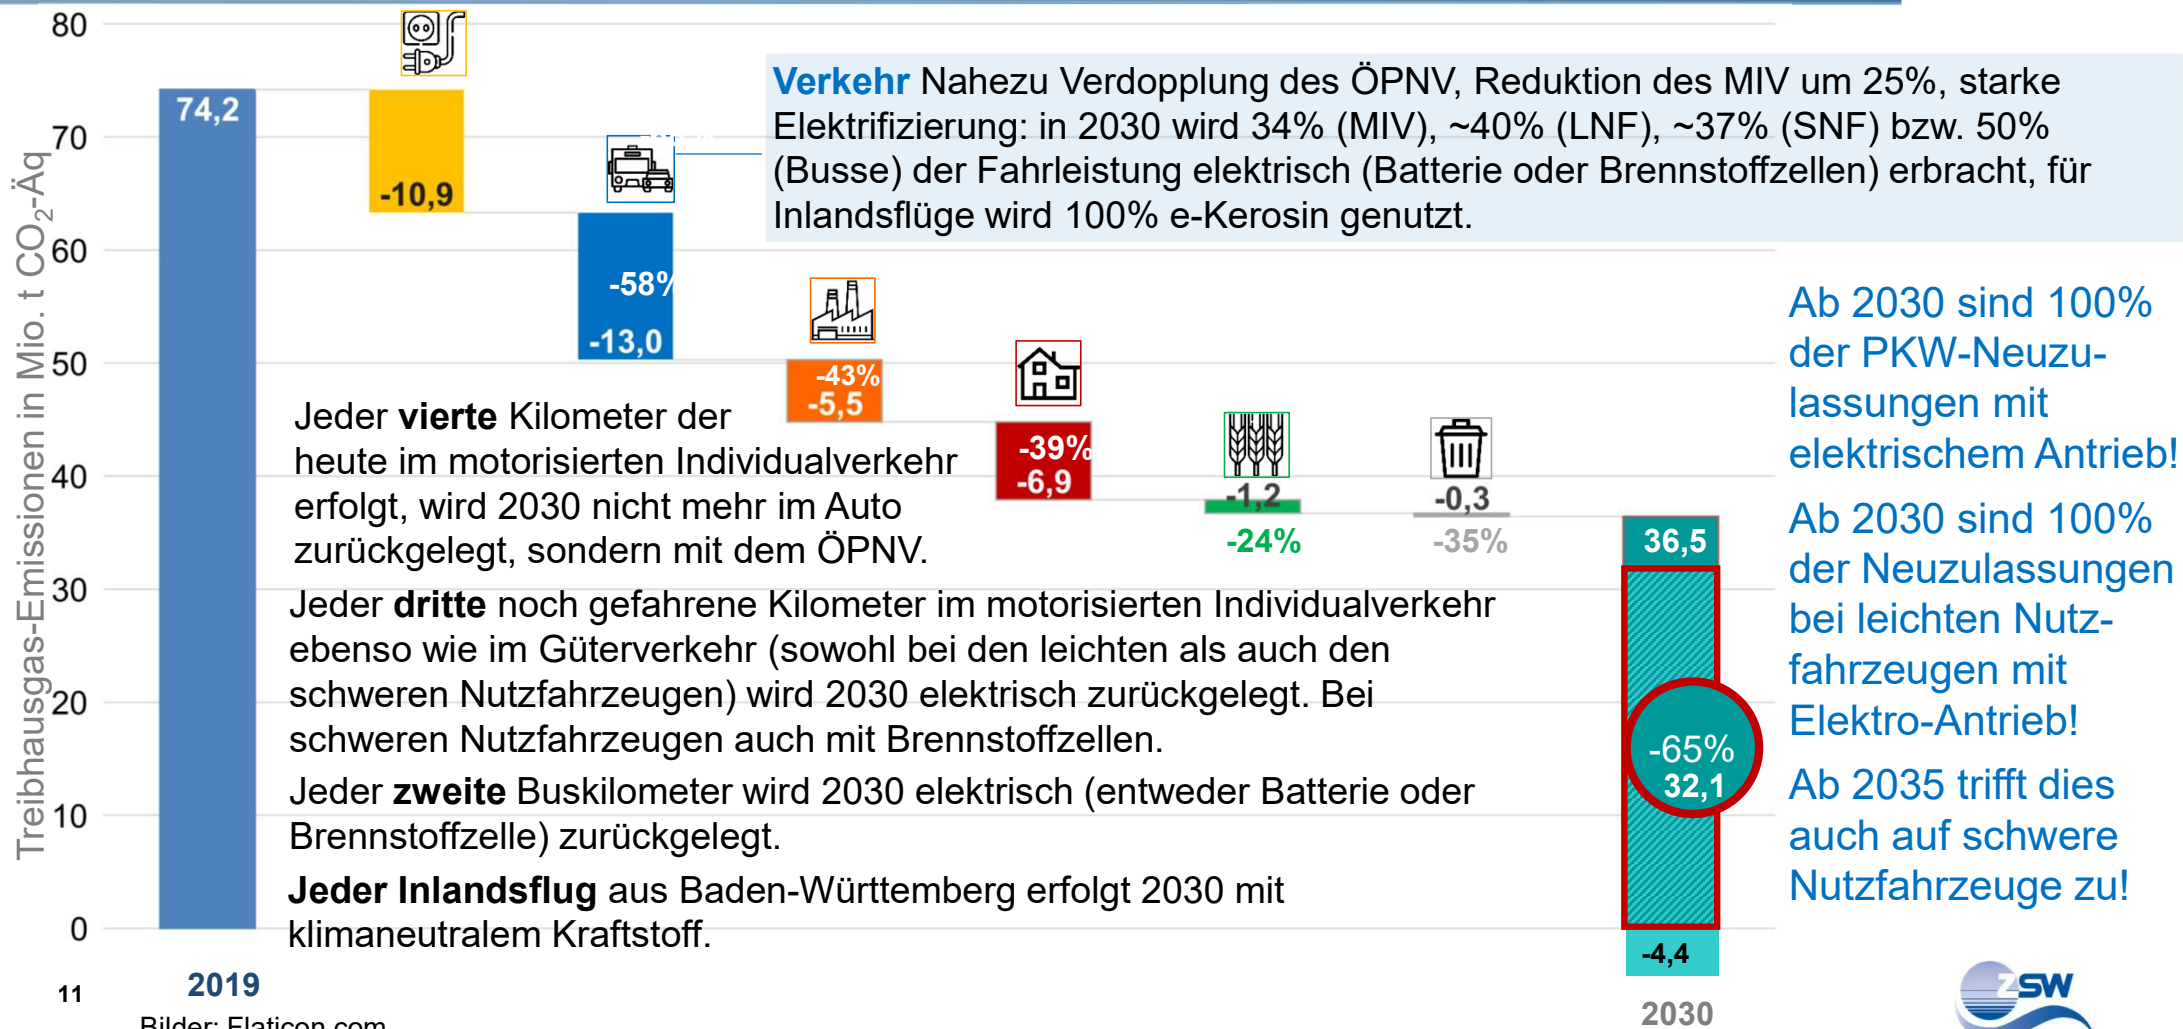 80
70
60
50
40
30
20
10
0
Treibhausgas-Emissionen in Mio. t CO₂-Äq
74,2
-10,9
-58%
-13,0
-43%
-5,5
-39%
-6,9
-1,2
-24%
-0,3
-35%
36,5
-65%
32,1
-4,4
2019
2030
Verkehr Nahezu Verdopplung des ÖPNV, Reduktion des MIV um 25%, starke
Elektrifizierung: in 2030 wird 34% (MIV), ~40% (LNF), ~37% (SNF) bzw. 50%
(Busse) der Fahrleistung elektrisch (Batterie oder Brennstoffzellen) erbracht, für
Inlandsflüge wird 100% e-Kerosin genutzt.
Jeder vierte Kilometer der
heute im motorisierten Individualverkehr
erfolgt, wird 2030 nicht mehr im Auto
zurückgelegt, sondern mit dem ÖPNV.
Jeder dritte noch gefahrene Kilometer im motorisierten Individualverkehr
ebenso wie im Güterverkehr (sowohl bei den leichten als auch den
schweren Nutzfahrzeugen) wird 2030 elektrisch zurückgelegt. Bei
schweren Nutzfahrzeugen auch mit Brennstoffzellen.
Jeder zweite Buskilometer wird 2030 elektrisch (entweder Batterie oder
Brennstoffzelle) zurückgelegt.
Jeder Inlandsflug aus Baden-Württemberg erfolgt 2030 mit
klimaneutralem Kraftstoff.
Ab 2030 sind 100%
der PKW-Neuzu-
lassungen mit
elektrischem Antrieb!
Ab 2030 sind 100%
der Neuzulassungen
bei leichten Nutz-
fahrzeugen mit
Elektro-Antrieb!
Ab 2035 trifft dies
auch auf schwere
Nutzfahrzeuge zu!
11
Bilder: Flaticon.com
ZSW